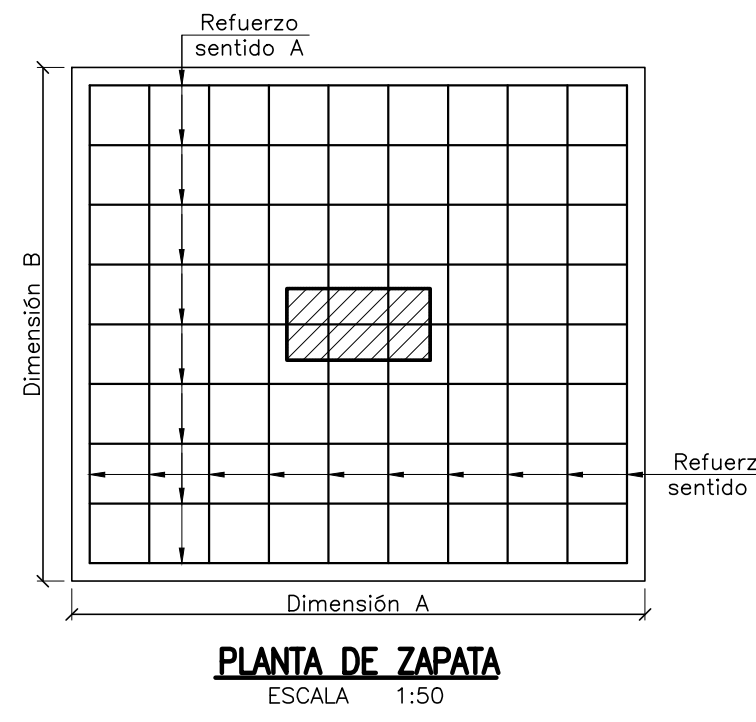 Refuerzo
sentido A
Dimensión B
Refuerz
sentido
Dimensión A
PLANTA DE ZAPATA
ESCALA 1:50